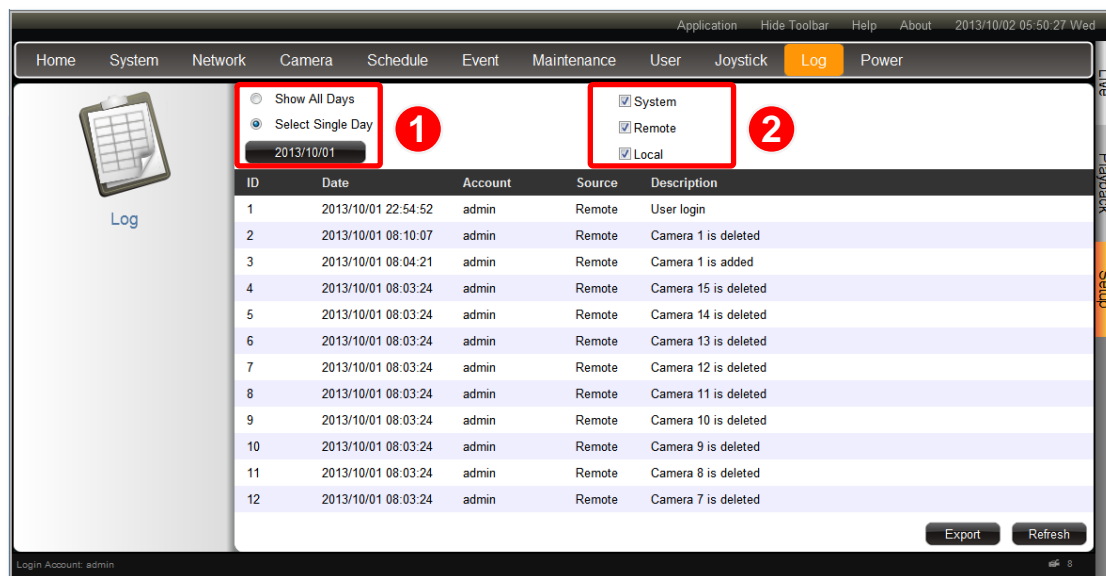 Application Hide Toolbar Help About 2013/10/02 05:50:27 Wed
Home System Network Camera Schedule Event Maintenance User Joystick Log Power
Live
Playback
Setup
Log
Show All Days
Select Single Day
2013/10/01
1
System
Remote
Local
2
ID Date Account Source Description
1 2013/10/01 22:54:52 admin Remote User login
2 2013/10/01 08:10:07 admin Remote Camera 1 is deleted
3 2013/10/01 08:04:21 admin Remote Camera 1 is added
4 2013/10/01 08:03:24 admin Remote Camera 15 is deleted
5 2013/10/01 08:03:24 admin Remote Camera 14 is deleted
6 2013/10/01 08:03:24 admin Remote Camera 13 is deleted
7 2013/10/01 08:03:24 admin Remote Camera 12 is deleted
8 2013/10/01 08:03:24 admin Remote Camera 11 is deleted
9 2013/10/01 08:03:24 admin Remote Camera 10 is deleted
10 2013/10/01 08:03:24 admin Remote Camera 9 is deleted
11 2013/10/01 08:03:24 admin Remote Camera 8 is deleted
12 2013/10/01 08:03:24 admin Remote Camera 7 is deleted
Export Refresh
Login Account: admin 8